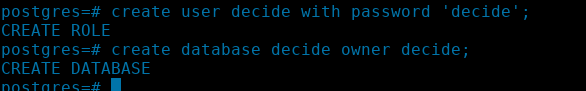 postgres=# create user decide with password 'decide';
CREATE ROLE
postgres=# create database decide owner decide;
CREATE DATABASE
postgres=#